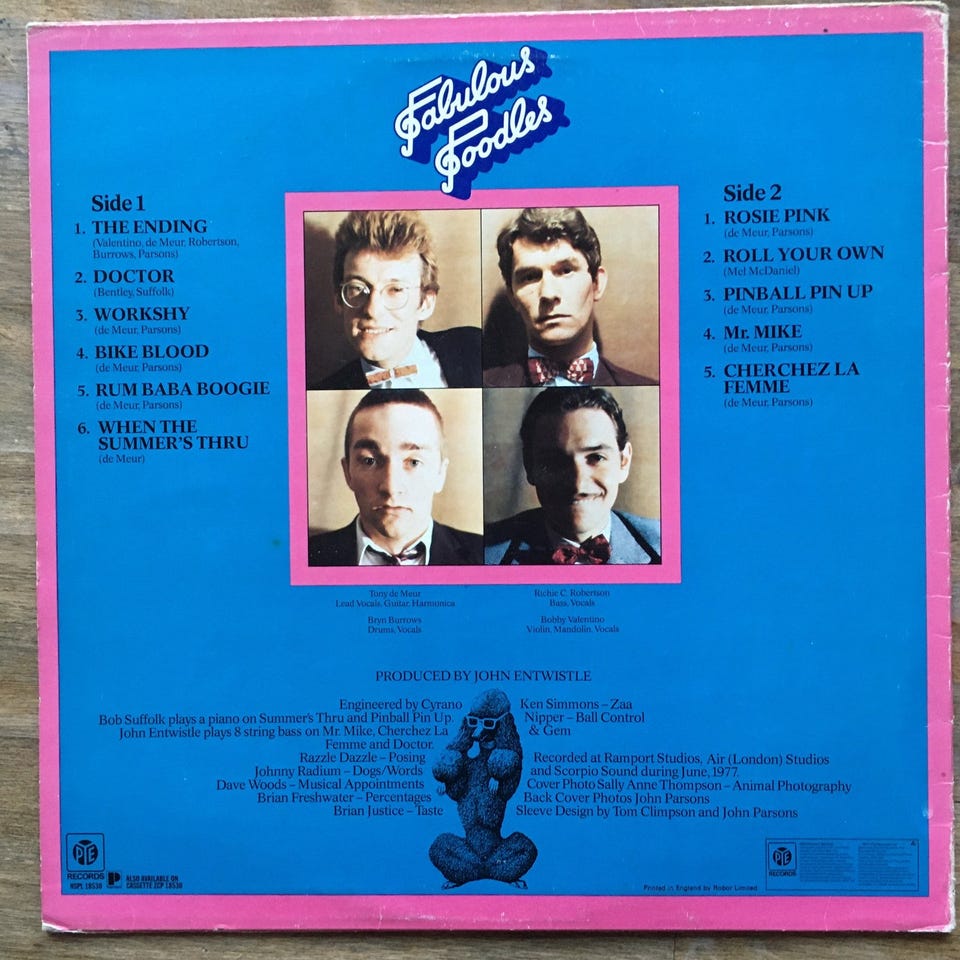 Fabulous
Poodles
Side 1
1. THE ENDING
(Valentino, de Meur, Robertson,
Burrows, Parsons)
2. DOCTOR
(Bentley, Suffolk)
3. WORKSHY
(de Meur, Parsons)
4. BIKE BLOOD
(de Meur, Parsons)
5. RUM BABA BOOGIE
(de Meur, Parsons)
6. WHEN THE
SUMMER'S THRU
(de Meur)
Side 2
1. ROSIE PINK
(de Meur, Parsons)
2. ROLL YOUR OWN
(Mel McDaniel)
3. PINBALL PIN UP
(de Meur, Parsons)
4. Mr. MIKE
(de Meur, Parsons)
5. CHERCHEZ LA
FEMME
(de Meur, Parsons)
Tony de Meur
Lead Vocals, Guitar, Harmonica
Bryn Burrows
Drums, Vocals
Richie C. Robertson
Bass, Vocals
Bobby Valentino
Violin, Mandolin, Vocals
PRODUCED BY JOHN ENTWISTLE
Engineered by Cyrano
Bob Suffolk plays a piano on Summer's Thru and Pinball Pin Up.
John Entwistle plays 8 string bass on Mr. Mike, Cherchez La
Femme and Doctor.
Razzle Dazzle – Posing
Johnny Radium – Dogs/Words
Dave Woods – Musical Appointments
Brian Freshwater – Percentages
Brian Justice – Taste
Ken Simmons – Zaa
Nipper – Ball Control
& Gem
Recorded at Ramport Studios, Air (London) Studios
and Scorpio Sound during June, 1977.
Cover Photo Sally Anne Thompson – Animal Photography
Back Cover Photos John Parsons
Sleeve Design by Tom Climpson and John Parsons
PYE
RECORDS
NSPL 18530
ALSO AVAILABLE ON
CASSETTE ZCP 18530
Printed in England by Robor Limited
PYE
RECORDS